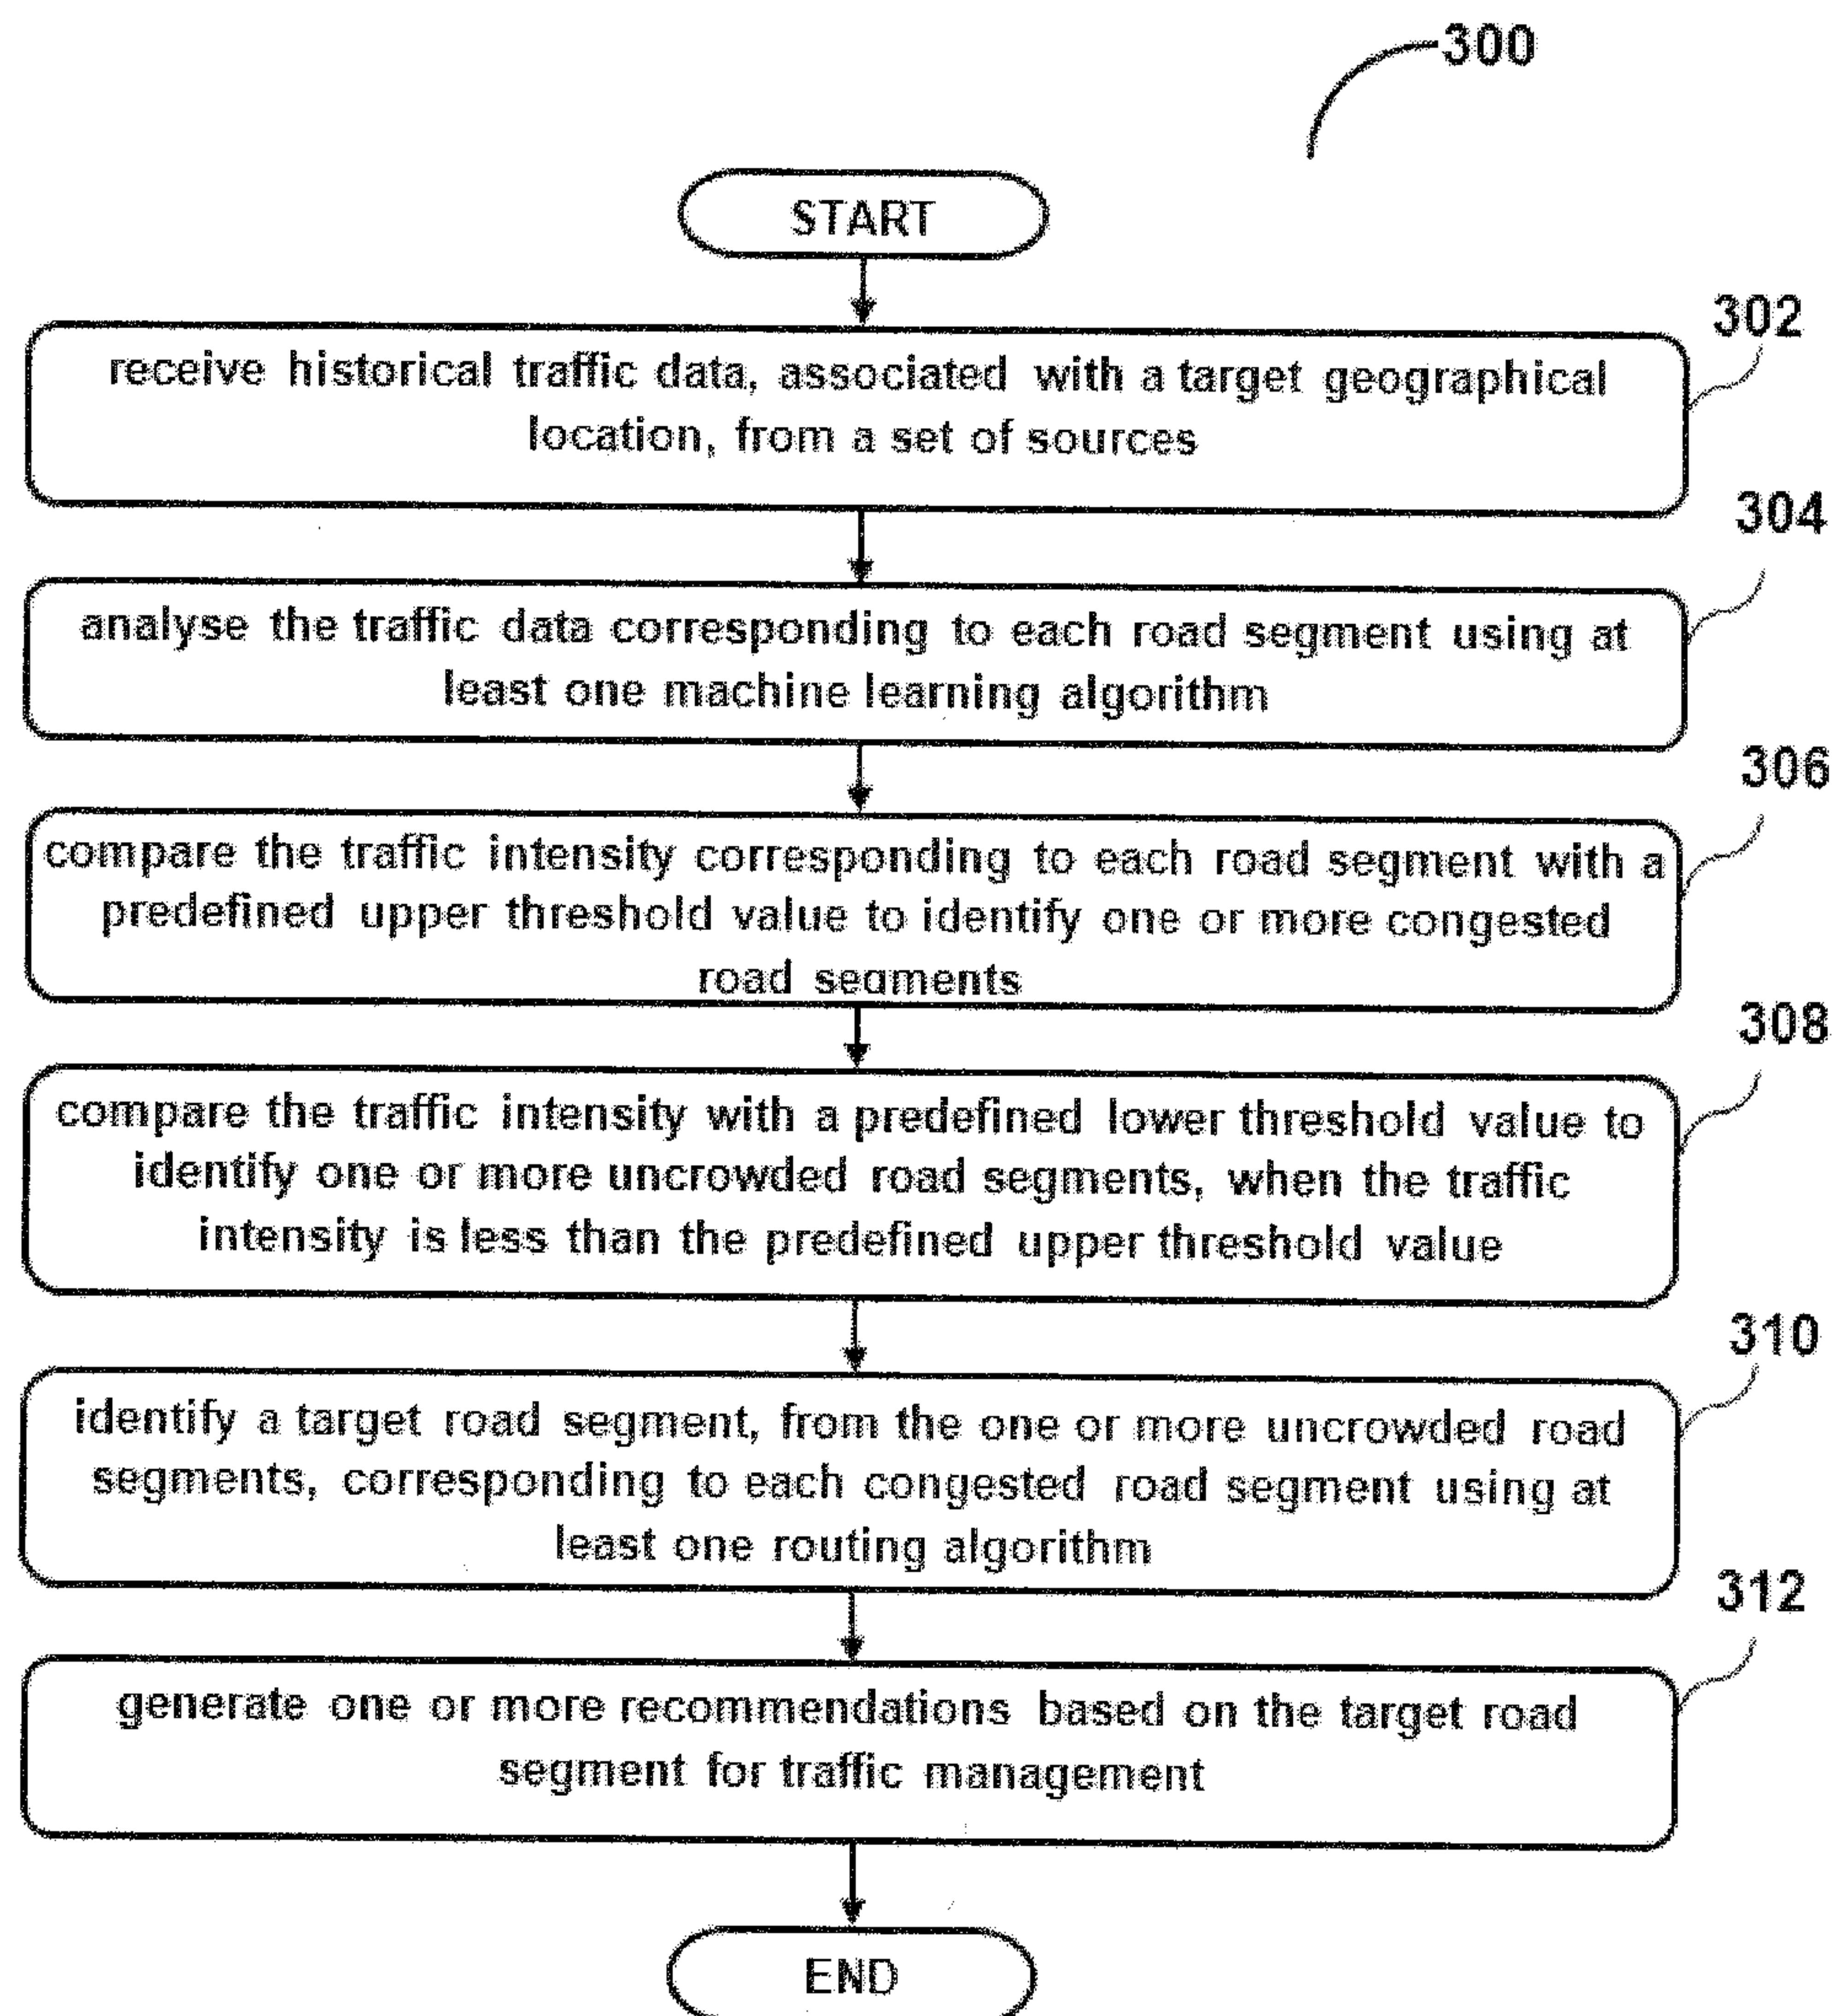 300
START
302
receive historical traffic data, associated with a target geographical
location, from a set of sources
304
analyse the traffic data corresponding to each road segment using at
least one machine learning algorithm
306
compare the traffic intensity corresponding to each road segment with a
predefined upper threshold value to identify one or more congested
road segments
308
compare the traffic intensity with a predefined lower threshold value to
identify one or more uncrowded road segments, when the traffic
intensity is less than the predefined upper threshold value
310
identify a target road segment, from the one or more uncrowded road
segments, corresponding to each congested road segment using at
least one routing algorithm
312
generate one or more recommendations based on the target road
segment for traffic management
END